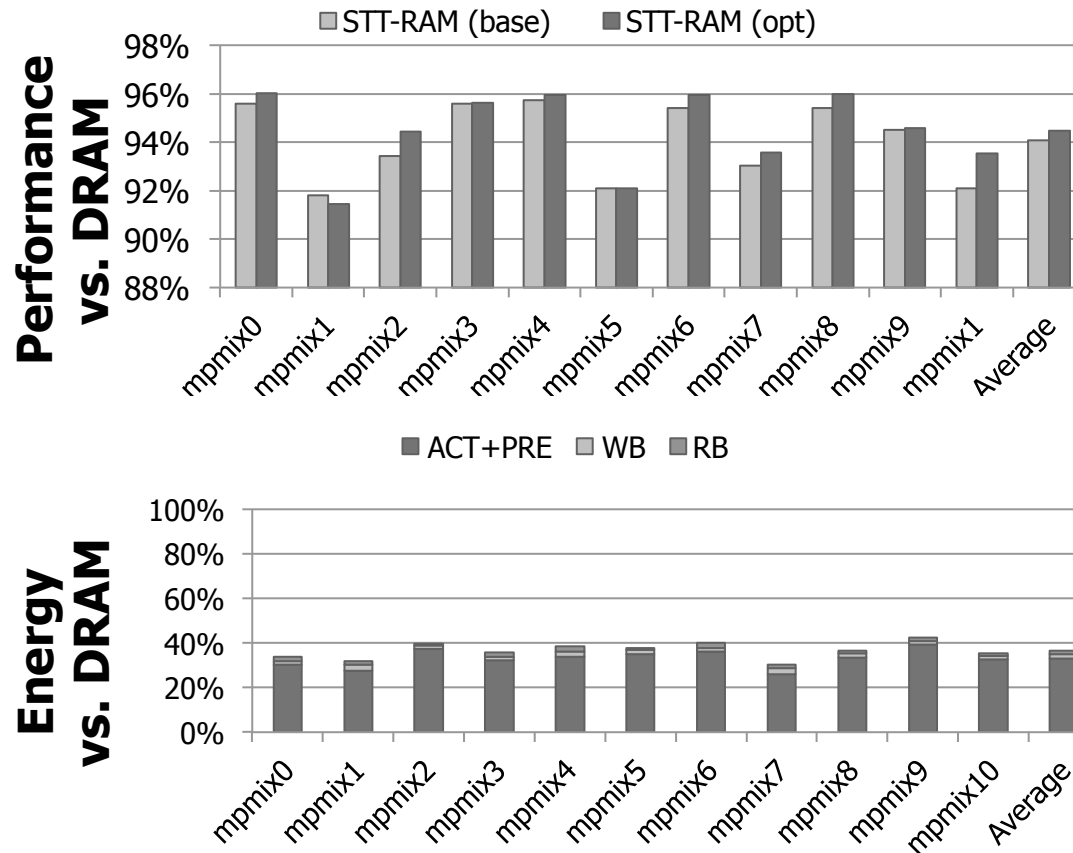 STT-RAM (base) STT-RAM (opt)
Performance
vs. DRAM
98%
96%
94%
92%
90%
88%
mpmix0 mpmix1 mpmix2 mpmix3 mpmix4 mpmix5 mpmix6 mpmix7 mpmix8 mpmix9 mpmix1 Average
ACT+PRE WB RB
Energy
vs. DRAM
100%
80%
60%
40%
20%
0%
mpmix0 mpmix1 mpmix2 mpmix3 mpmix4 mpmix5 mpmix6 mpmix7 mpmix8 mpmix9 mpmix10 Average